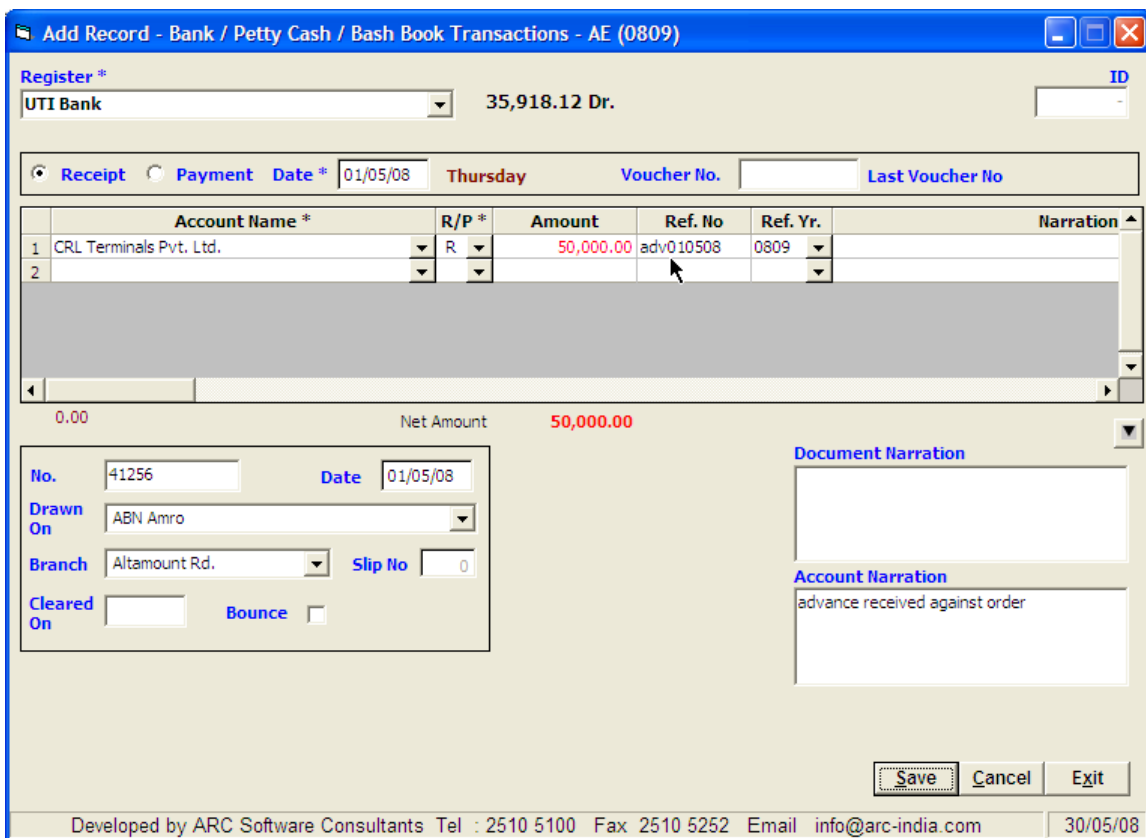 Add Record - Bank / Petty Cash / Bash Book Transactions - AE (0809)
Register * ID
UTI Bank 35,918.12 Dr. -
Receipt Payment Date * 01/05/08 Thursday Voucher No. Last Voucher No
Account Name * R/P * Amount Ref. No Ref. Yr. Narration
1 CRL Terminals Pvt. Ltd. R 50,000.00 adv010508 0809
2
0.00 Net Amount 50,000.00
No. 41256 Date 01/05/08
Drawn On ABN Amro
Branch Altamount Rd. Slip No 0
Cleared On Bounce
Document Narration
Account Narration
advance received against order
Save Cancel Exit
Developed by ARC Software Consultants Tel : 2510 5100 Fax 2510 5252 Email info@arc-india.com 30/05/08